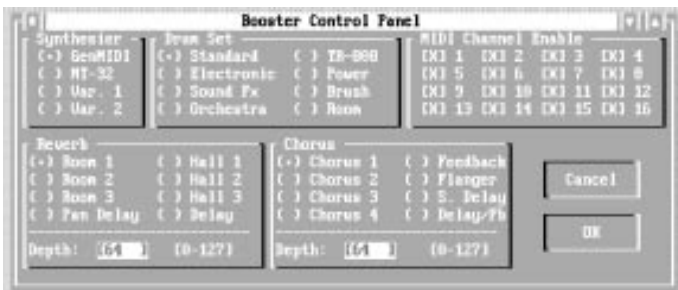 Booster Control Panel
Synthesizer
(•) GenMIDI
( ) MT-32
( ) Var. 1
( ) Var. 2
Drum Set
(•) Standard ( ) TR-808
( ) Electronic ( ) Power
( ) Sound Fx ( ) Brush
( ) Orchestra ( ) Room
MIDI Channel Enable
[X] 1 [X] 2 [X] 3 [X] 4
[X] 5 [X] 6 [X] 7 [X] 8
[X] 9 [X] 10 [X] 11 [X] 12
[X] 13 [X] 14 [X] 15 [X] 16
Reverb
(•) Room 1 ( ) Hall 1
( ) Room 2 ( ) Hall 2
( ) Room 3 ( ) Hall 3
( ) Pan Delay ( ) Delay
Depth: [64 ] [0-127]
Chorus
(•) Chorus 1 ( ) Feedback
( ) Chorus 2 ( ) Flanger
( ) Chorus 3 ( ) S. Delay
( ) Chorus 4 ( ) Delay/Fb
Depth: [64 ] [0-127]
Cancel
OK